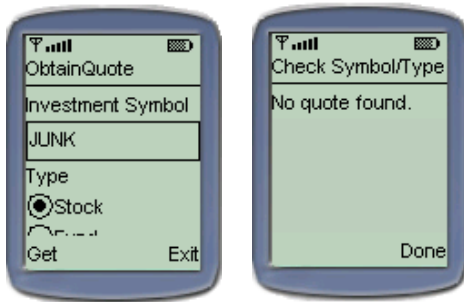 ObtainQuote
Investment Symbol
JUNK
Type
Stock
Get Exit
Check Symbol/Type
No quote found.
Done